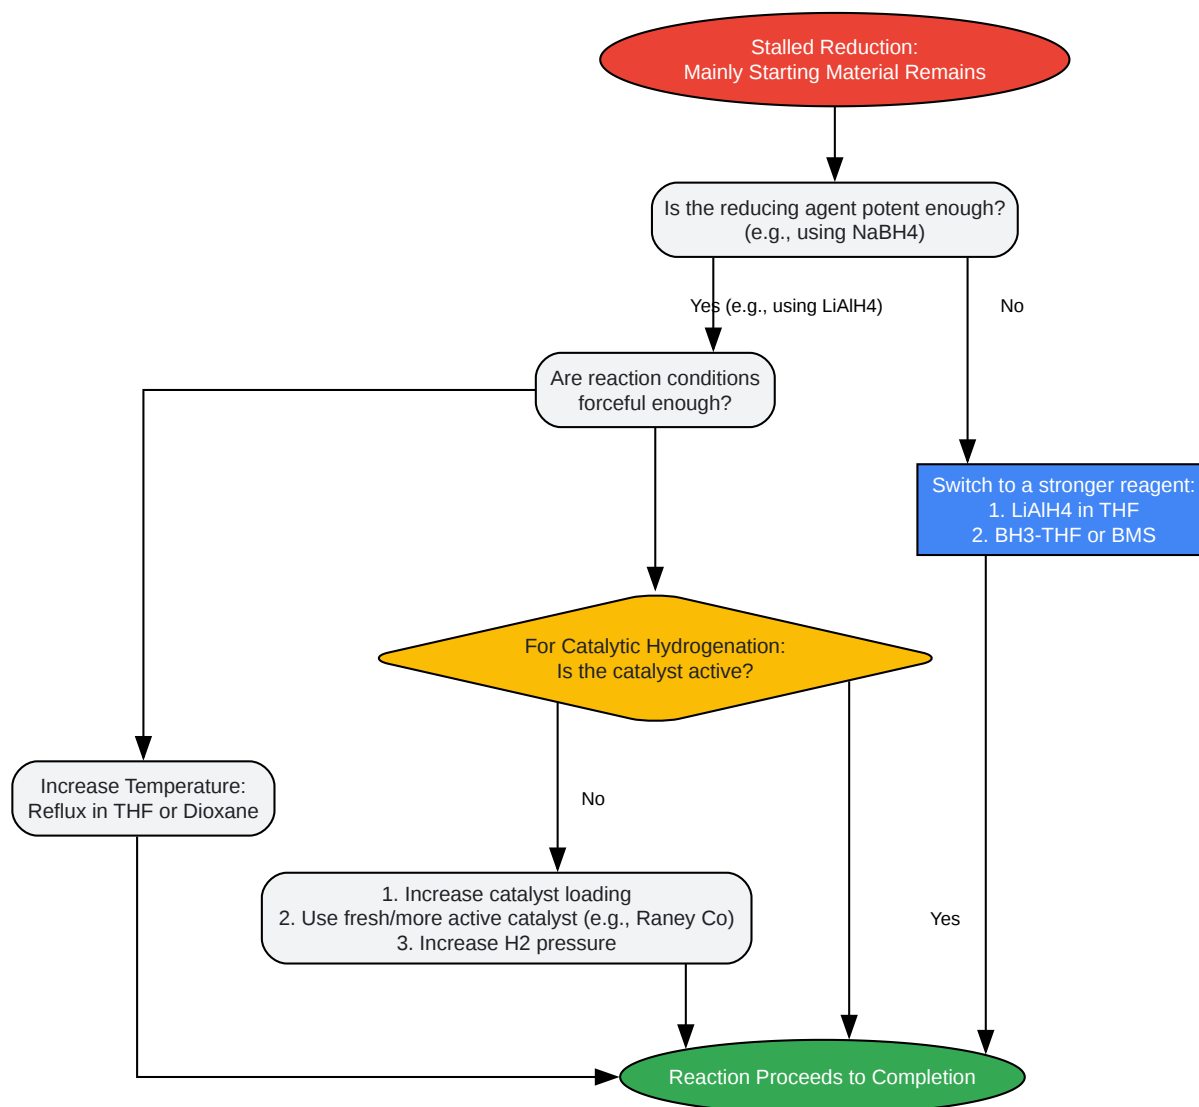 Stalled Reduction:
Mainly Starting Material Remains
Is the reducing agent potent enough?
(e.g., using NaBH4)
Yes (e.g., using LiAlH4)
No
Are reaction conditions
forceful enough?
Switch to a stronger reagent:
1. LiAlH4 in THF
2. BH3-THF or BMS
For Catalytic Hydrogenation:
Is the catalyst active?
Increase Temperature:
Reflux in THF or Dioxane
No
1. Increase catalyst loading
2. Use fresh/more active catalyst (e.g., Raney Co)
3. Increase H2 pressure
Yes
Reaction Proceeds to Completion